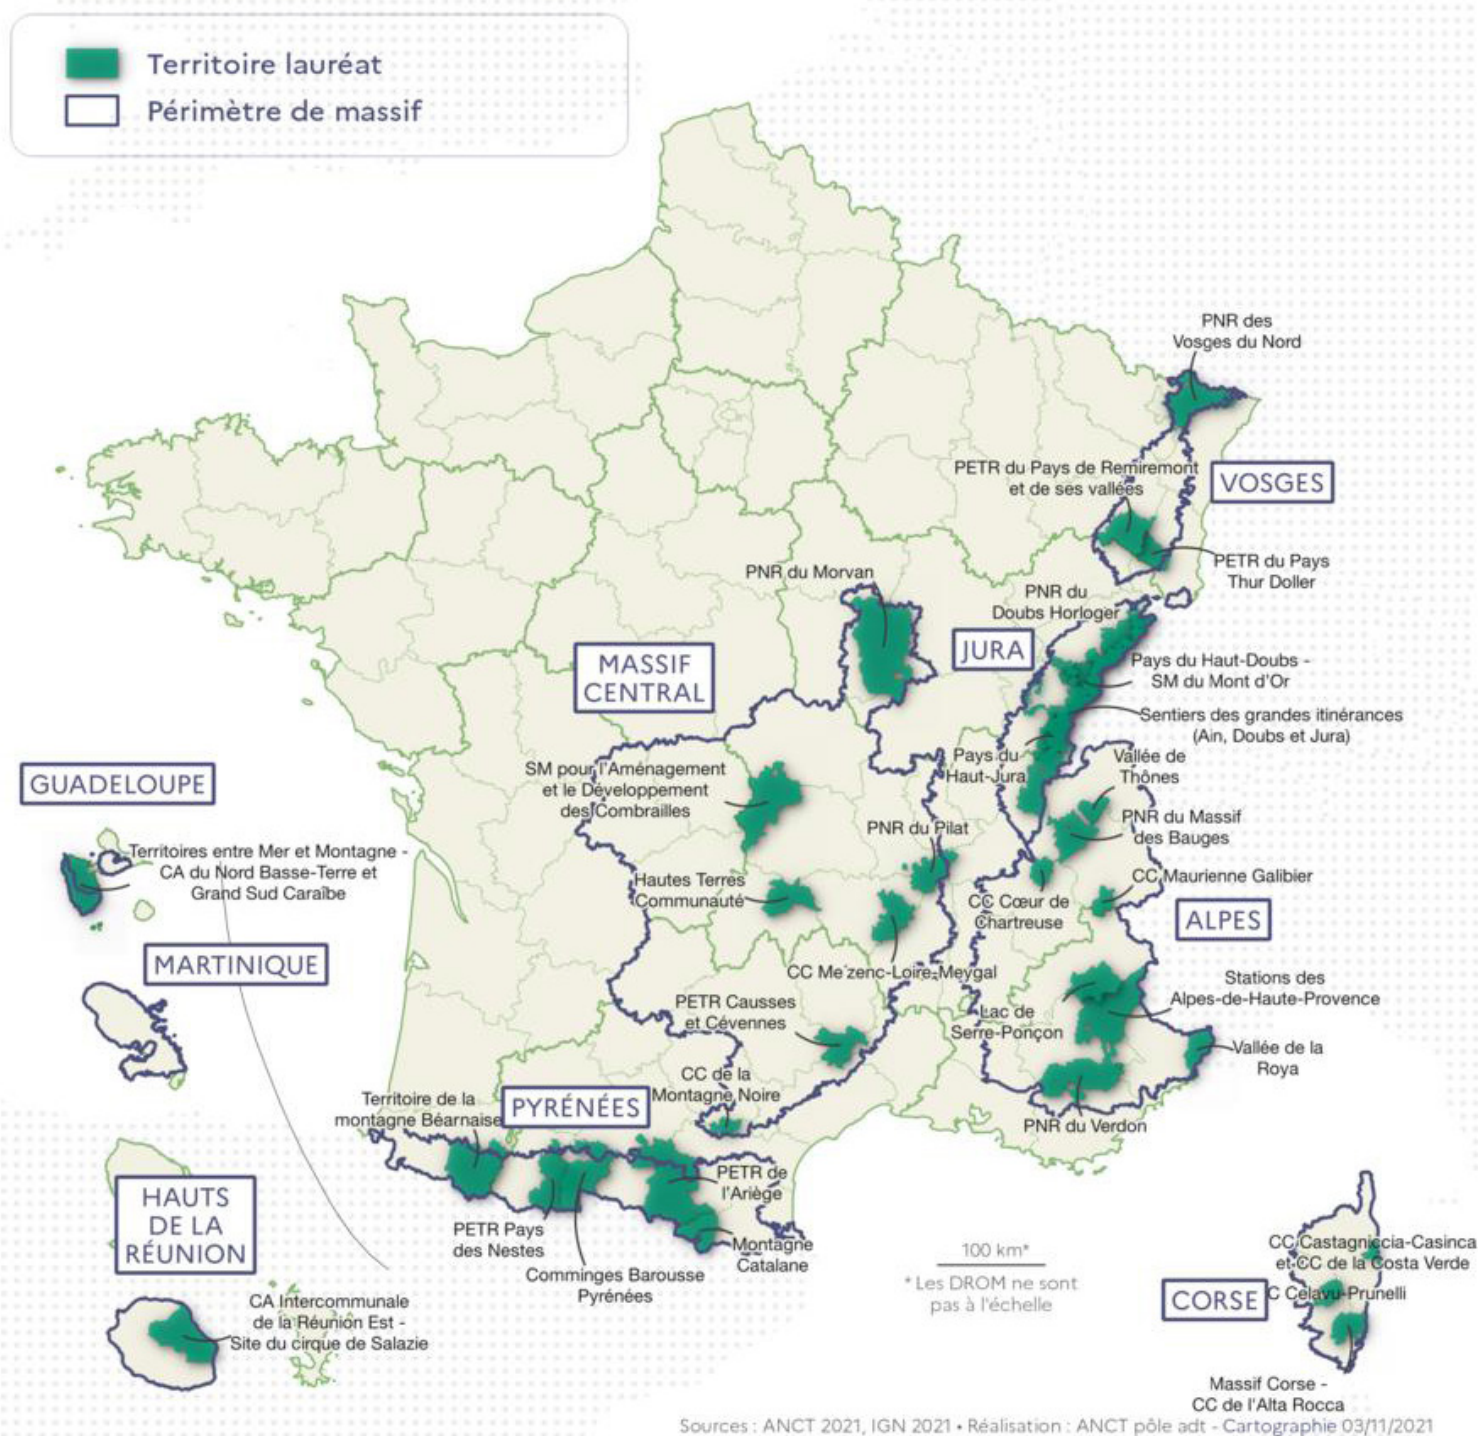 Territoire lauréat
Périmètre de massif
PNR des
Vosges du Nord
PETR du Pays de Remiremont
et de ses vallées
VOSGES
PETR du Pays
Thur Doller
PNR du Morvan
PNR du
Doubs Horloger
JURA
MASSIF
CENTRAL
Pays du Haut-Doubs -
SM du Mont d'Or
Sentiers des grandes itinérances
(Ain, Doubs et Jura)
Pays du
Haut-Jura
Vallée de
Thônes
SM pour l'Aménagement
et le Développement
des Combrailles
GUADELOUPE
PNR du Pilat
PNR du Massif
des Bauges
Territoires entre Mer et Montagne -
CA du Nord Basse-Terre et
Grand Sud Caraïbe
Hautes Terres
Communauté
CC Cœur de
Chartreuse
CC Maurienne Galibier
ALPES
MARTINIQUE
CC Me´zenc-Loire-Meygal
Stations des
Alpes-de-Haute-Provence
PETR Causses
et Cévennes
Lac de
Serre-Ponçon
Vallée de la
Roya
CC de la
Montagne Noire
Territoire de la
montagne Béarnaise
PYRÉNÉES
PNR du Verdon
PETR de
l'Ariège
HAUTS
DE LA
RÉUNION
PETR Pays
des Nestes
Montagne
Catalane
Comminges Barousse
Pyrénées
100 km*
* Les DROM ne sont
pas à l'échelle
CC Castagniccia-Casinca
et CC de la Costa Verde
CORSE
C Celavu-Prunelli
CA Intercommunale
de la Réunion Est -
Site du cirque de Salazie
Massif Corse -
CC de l'Alta Rocca
Sources : ANCT 2021, IGN 2021 • Réalisation : ANCT pôle adt - Cartographie 03/11/2021